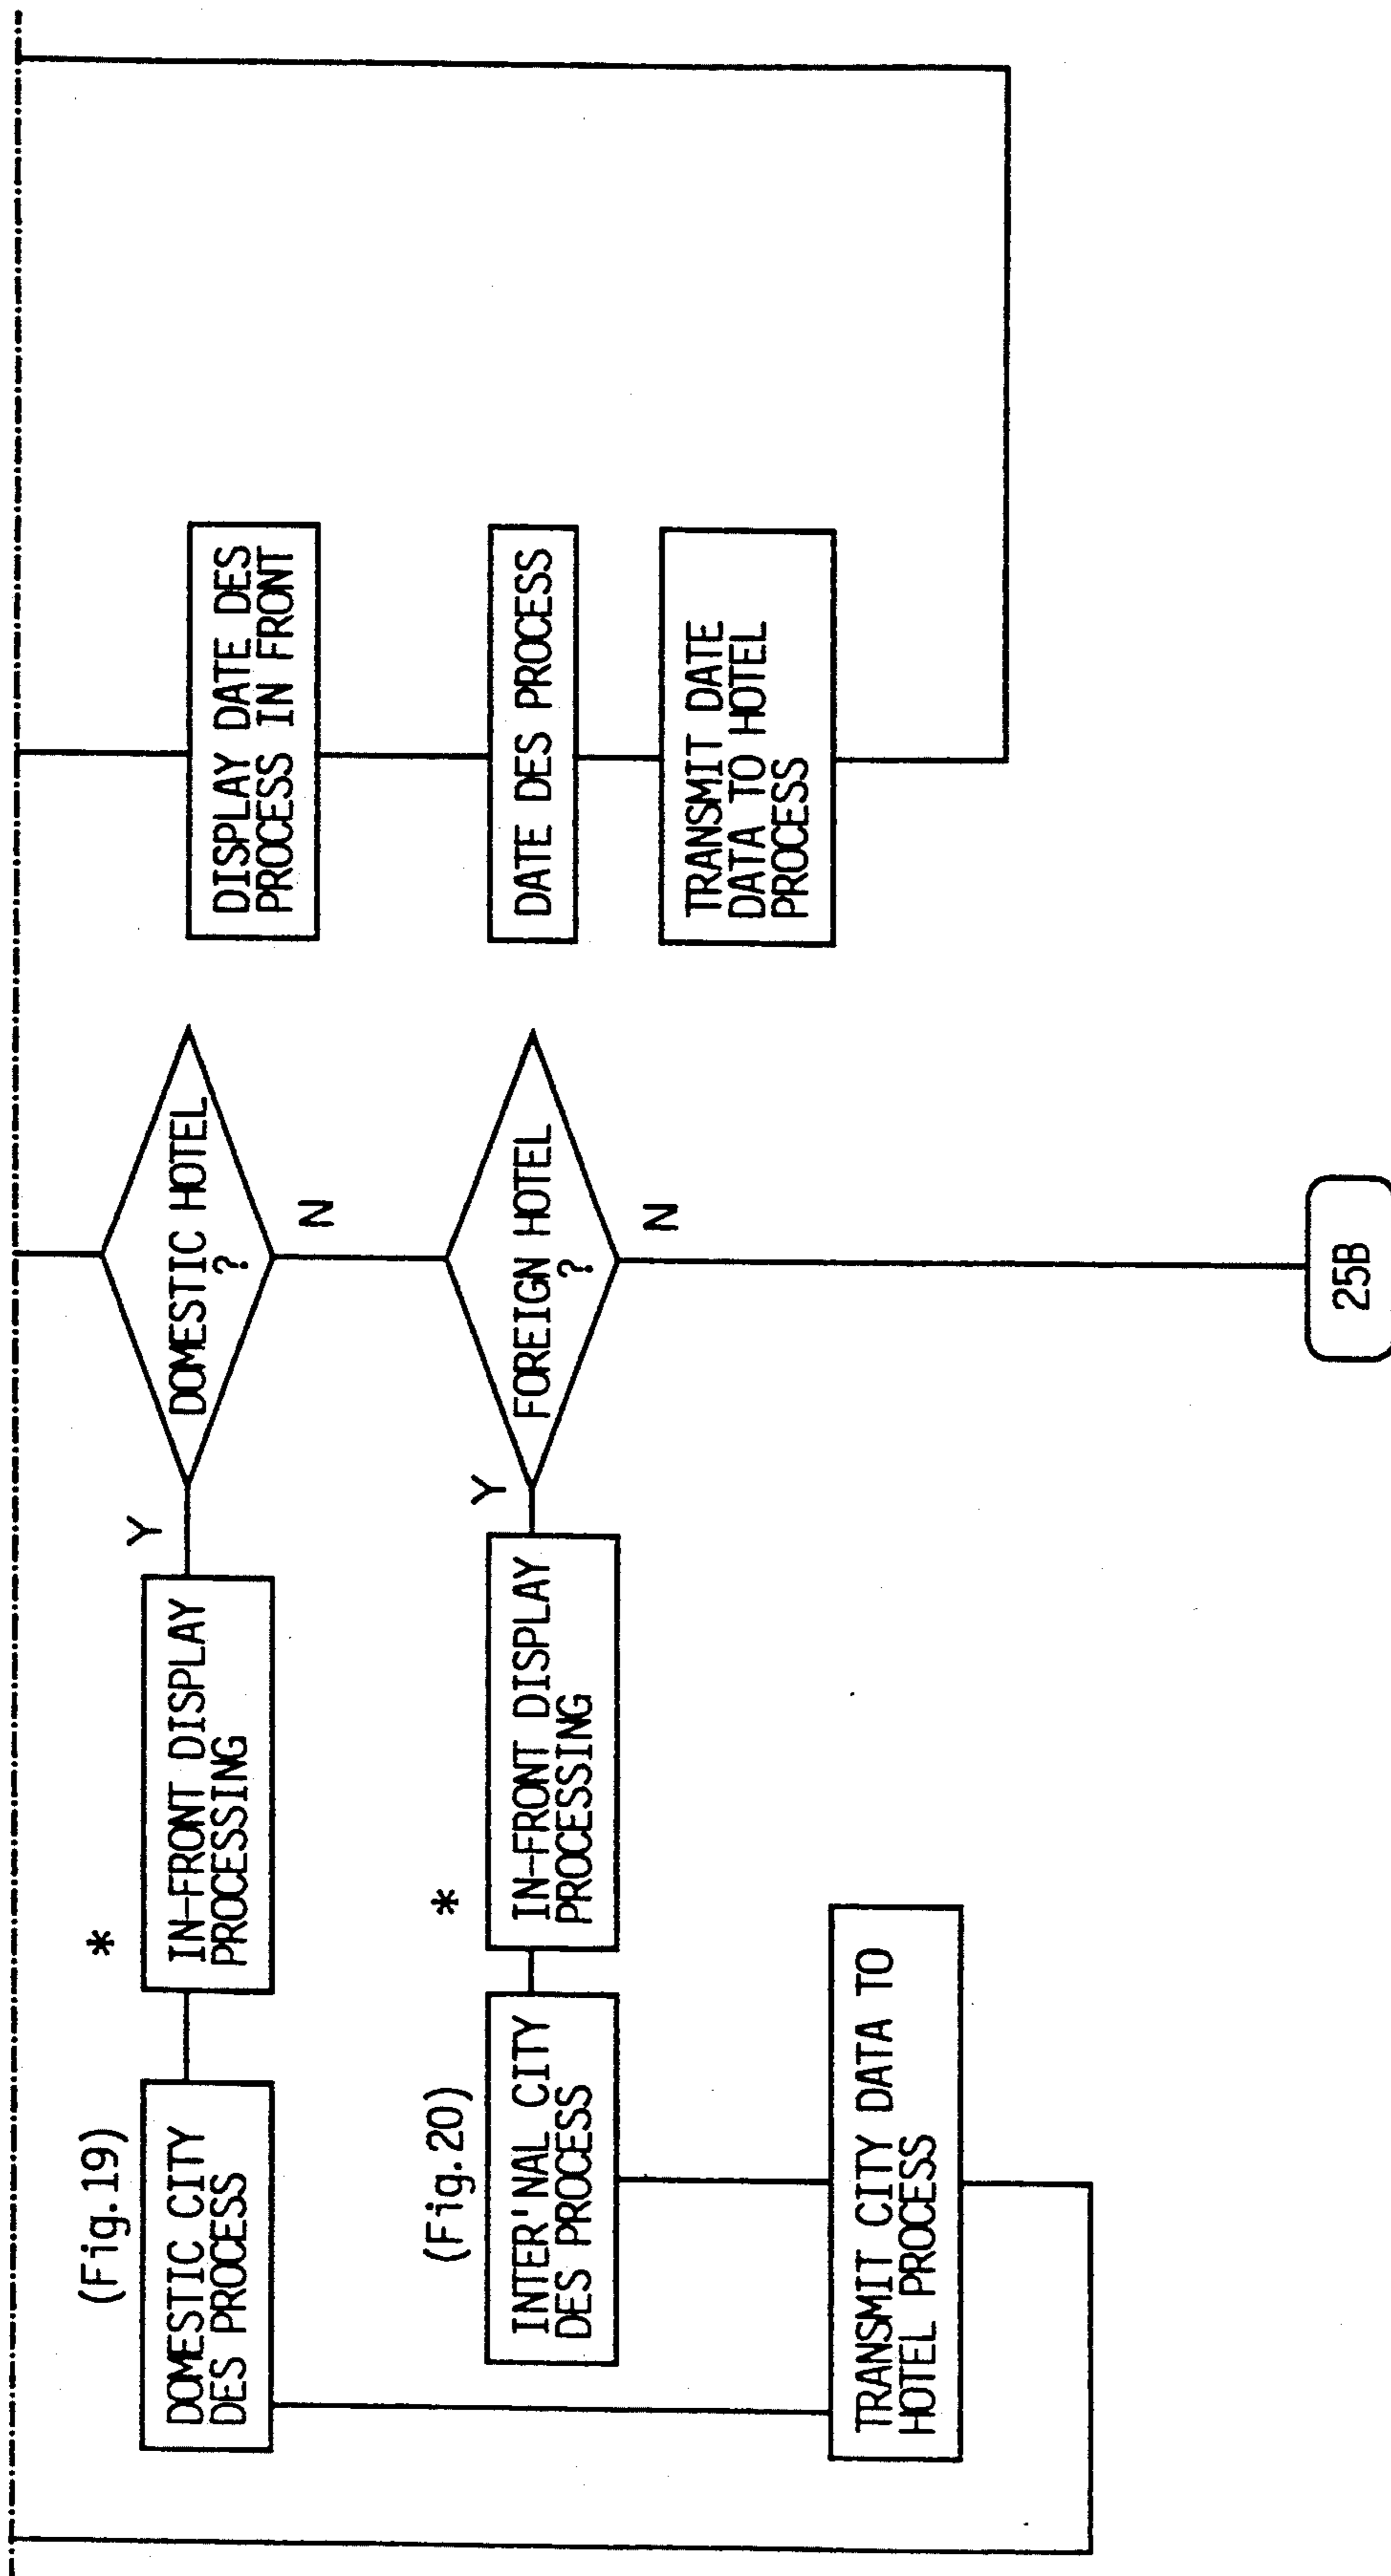 (Fig.19)
*
Y
DOMESTIC CITY
DES PROCESS
IN-FRONT DISPLAY
PROCESSING
DOMESTIC HOTEL
?
N
DISPLAY DATE DES
PROCESS IN FRONT
(Fig.20)
*
Y
INTER'NAL CITY
DES PROCESS
IN-FRONT DISPLAY
PROCESSING
FOREIGN HOTEL
?
N
DATE DES PROCESS
TRANSMIT DATE
DATA TO HOTEL
PROCESS
TRANSMIT CITY DATA TO
HOTEL PROCESS
25B